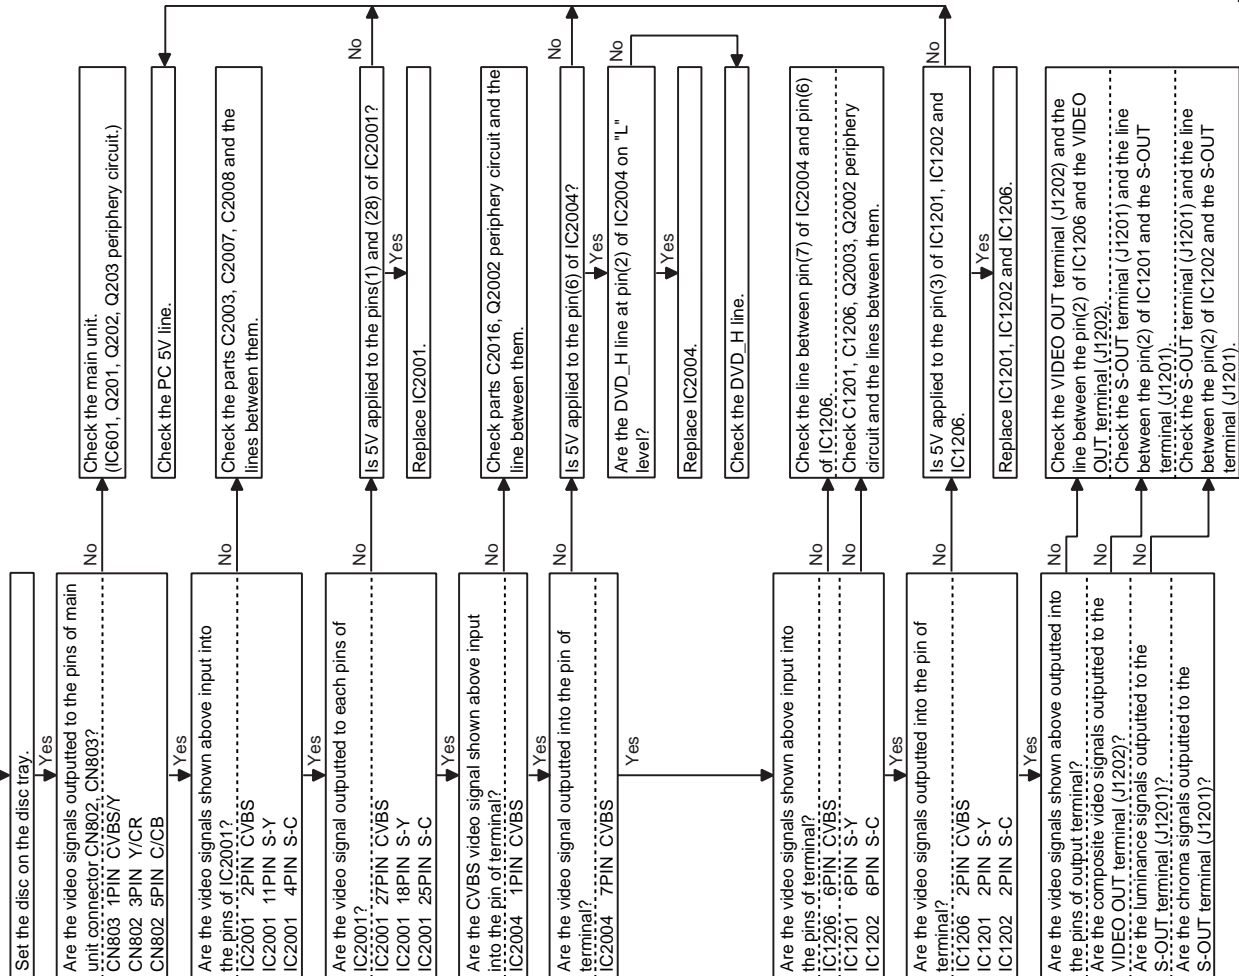 Set the disc on the disc tray.
Yes
Are the video signals outputted to the pins of main
unit connector CN802, CN803?
CN803 1PIN CVBS/Y
CN802 3PIN Y/CR
CN802 5PIN C/CB
No
Check the main unit.
(IC601, Q201, Q202, Q203 periphery circuit.)
Check the PC 5V line.
Yes
Are the video signals shown above input into
the pins of IC2001?
IC2001 2PIN CVBS
IC2001 11PIN S-Y
IC2001 4PIN S-C
No
Check the parts C2003, C2007, C2008 and the
lines between them.
Yes
Are the video signal outputted to each pins of
IC2001?
IC2001 27PIN CVBS
IC2001 18PIN S-Y
IC2001 25PIN S-C
No
Is 5V applied to the pins(1) and (28) of IC2001?
No
Yes
Replace IC2001.
Yes
Are the CVBS video signal shown above input
into the pin of terminal?
IC2004 1PIN CVBS
No
Check parts C2016, Q2002 periphery circuit and the
line between them.
Yes
Are the video signal outputted into the pin of
terminal?
IC2004 7PIN CVBS
No
Is 5V applied to the pin(6) of IC2004?
No
Yes
Are the DVD_H line at pin(2) of IC2004 on "L"
level?
No
Yes
Replace IC2004.
Check the DVD_H line.
Yes
Are the video signals shown above input into
the pins of terminal?
IC1206 6PIN CVBS
IC1201 6PIN S-Y
IC1202 6PIN S-C
No
No
Check the line between pin(7) of IC2004 and pin(6)
of IC1206.
Check C1201, C1206, Q2003, Q2002 periphery
circuit and the lines between them.
Yes
Are the video signals outputted into the pin of
terminal?
IC1206 2PIN CVBS
IC1201 2PIN S-Y
IC1202 2PIN S-C
No
Is 5V applied to the pin(3) of IC1201, IC1202 and
IC1206.
No
Yes
Replace IC1201, IC1202 and IC1206.
Yes
Are the video signals shown above outputted into
the pins of output terminal?
Are the composite video signals outputted to the
VIDEO OUT terminal (J1202)?
Are the luminance signals outputted to the
S-OUT terminal (J1201)?
Are the chroma signals outputted to the
S-OUT terminal (J1201)?
No
No
No
Check the VIDEO OUT terminal (J1202) and the
line between the pin(2) of IC1206 and the VIDEO
OUT terminal (J1202).
Check the S-OUT terminal (J1201) and the line
between the pin(2) of IC1201 and the S-OUT
terminal (J1201).
Check the S-OUT terminal (J1201) and the line
between the pin(2) of IC1202 and the S-OUT
terminal (J1201).